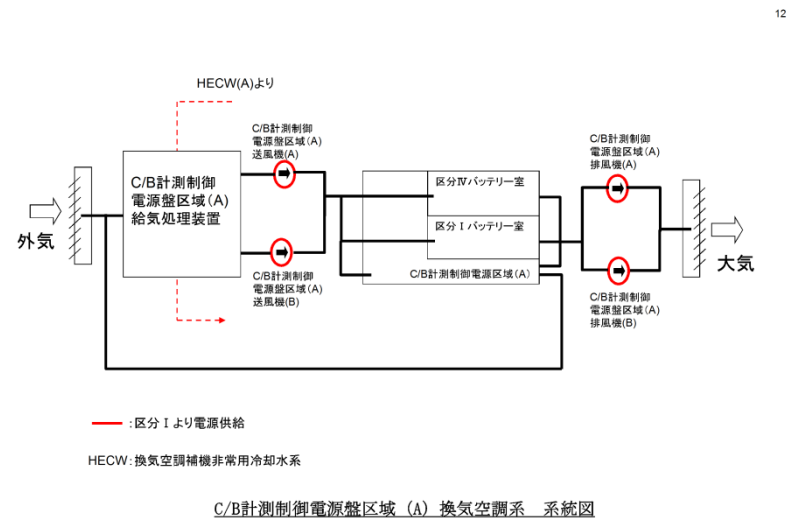 12
HECW(A)より
C/B計測制御
電源盤区域(A)
送風機(A)
C/B計測制御
電源盤区域(A)
排風機(A)
C/B計測制御
電源盤区域(A)
給気処理装置
区分Ⅳバッテリー室
区分Ⅰバッテリー室
C/B計測制御電源区域(A)
外気
大気
C/B計測制御
電源盤区域(A)
送風機(B)
C/B計測制御
電源盤区域(A)
排風機(B)
:区分Ⅰより電源供給
HECW:換気空調補機非常用冷却水系
C/B計測制御電源盤区域 (A) 換気空調系 系統図